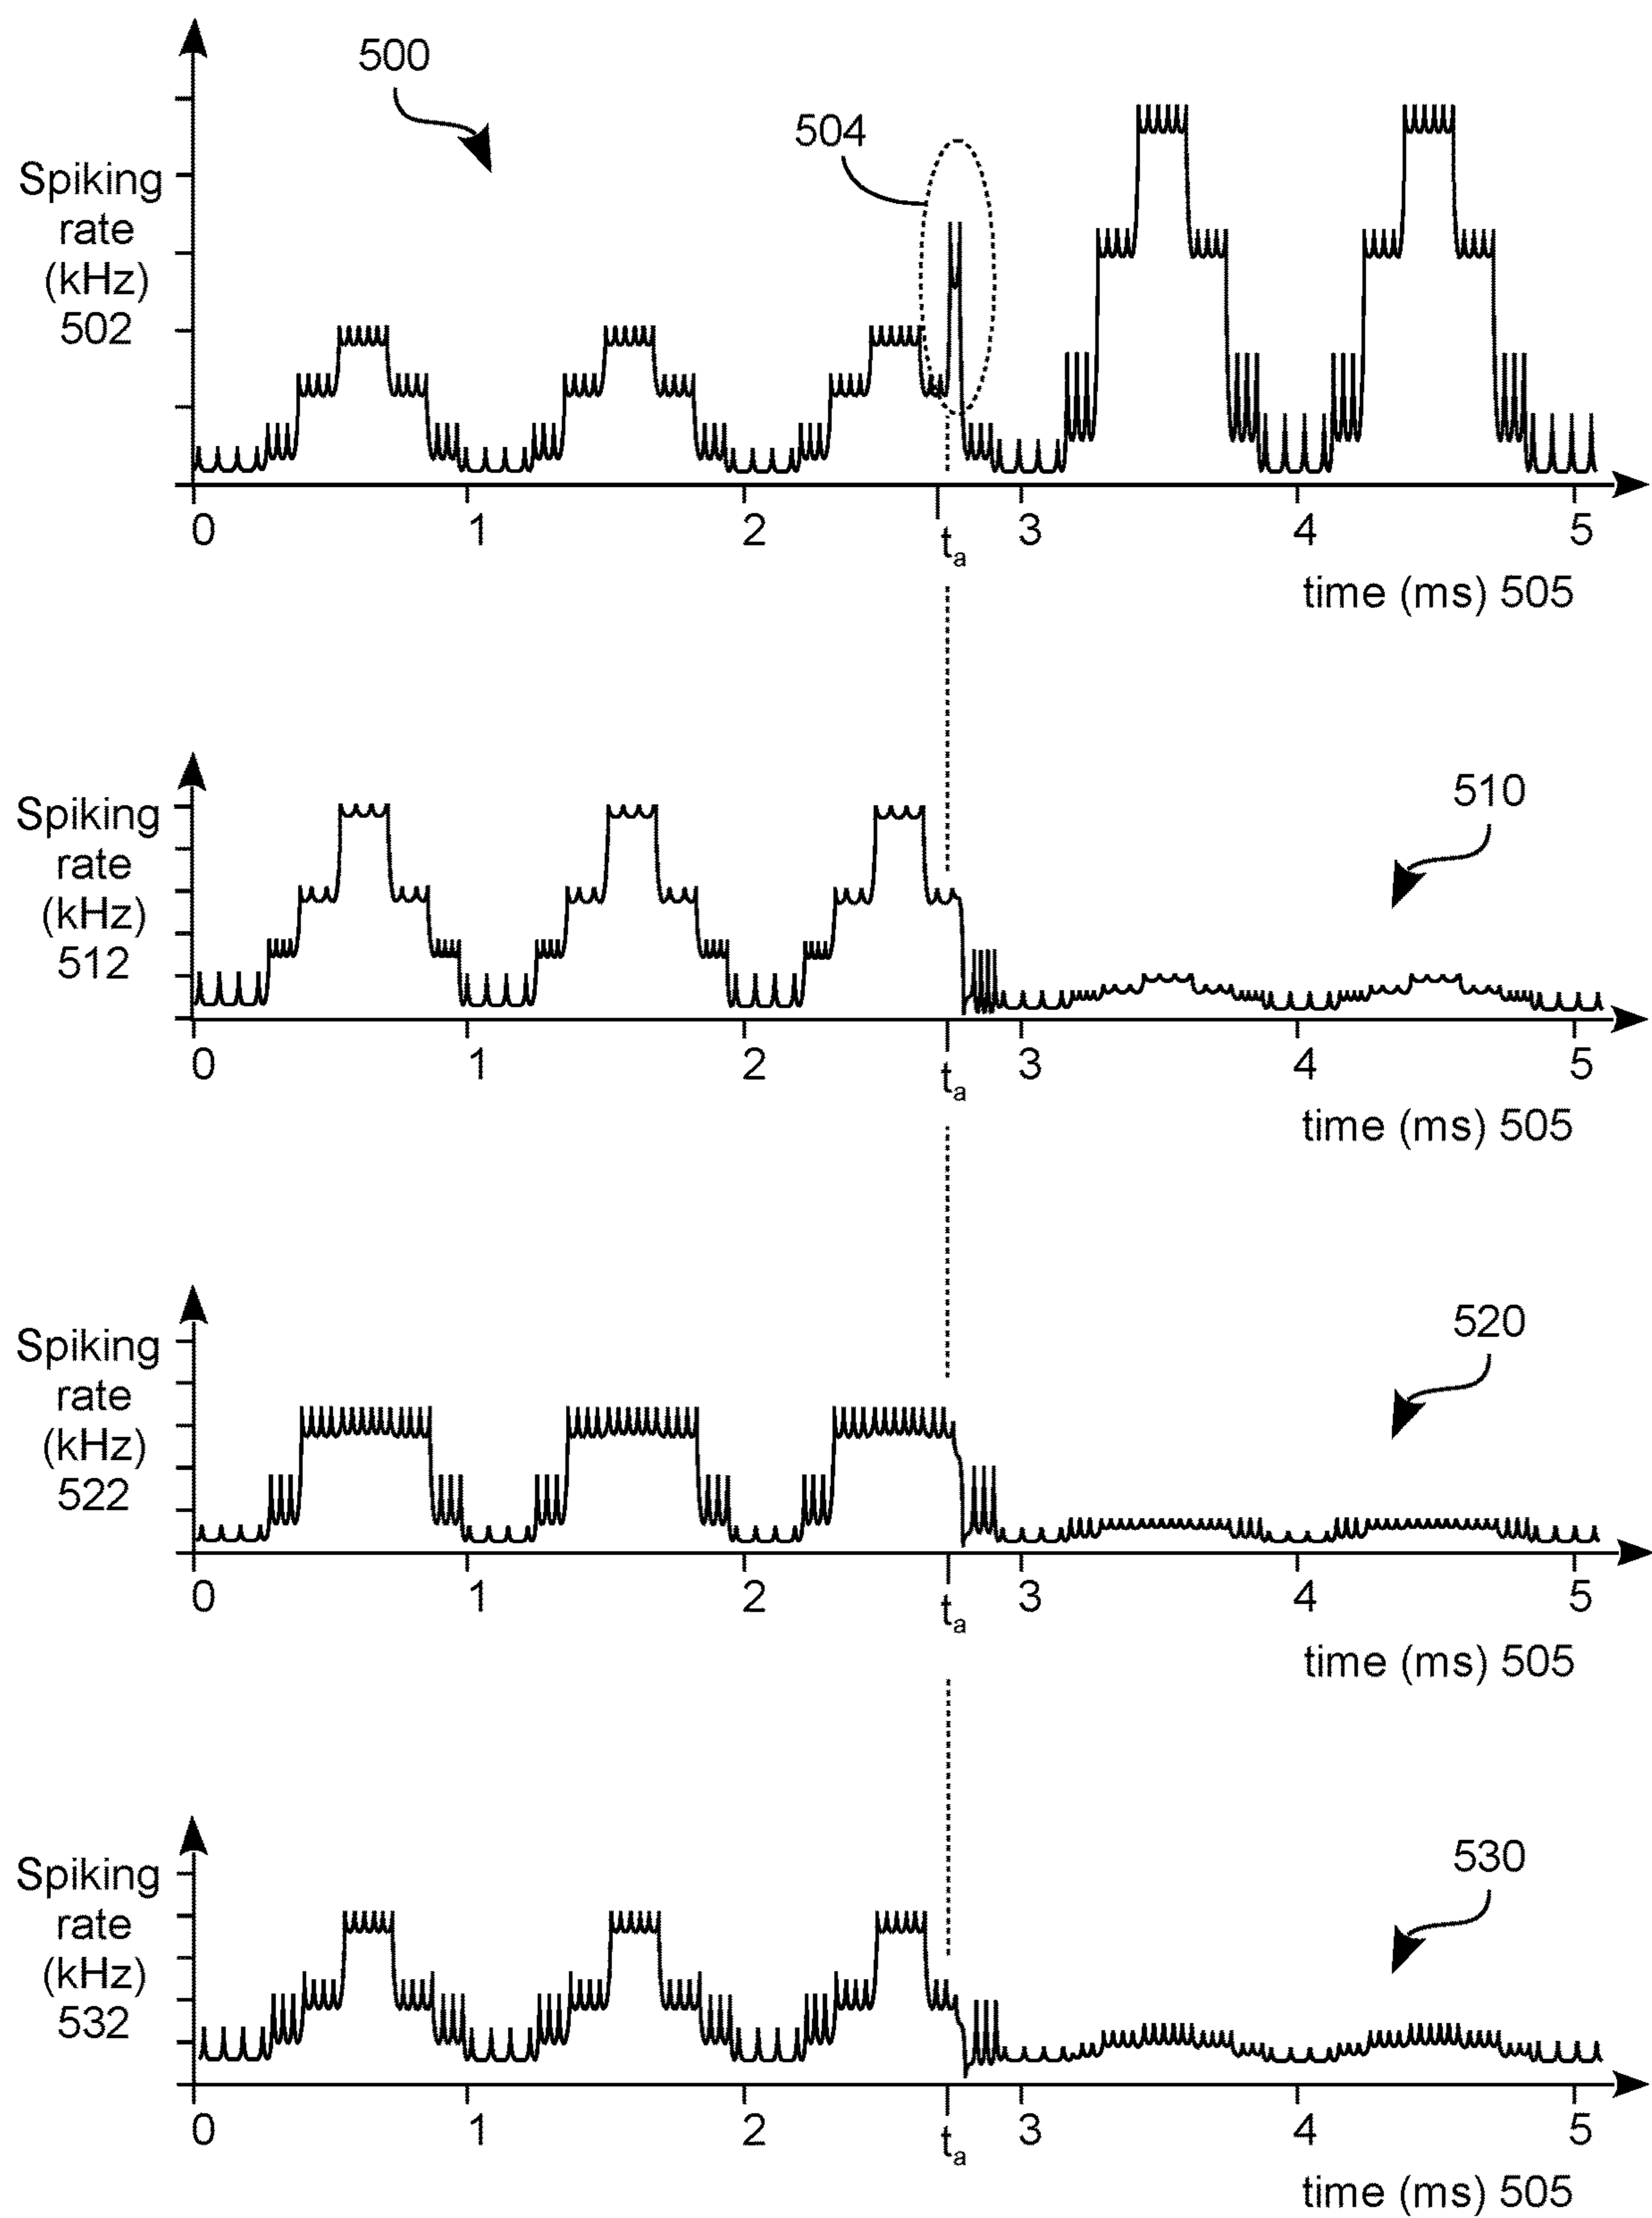 500
504
Spiking
rate
(kHz)
502
0 1 2 ta 3 4 5
time (ms) 505
510
Spiking
rate
(kHz)
512
0 1 2 ta 3 4 5
time (ms) 505
520
Spiking
rate
(kHz)
522
0 1 2 ta 3 4 5
time (ms) 505
530
Spiking
rate
(kHz)
532
0 1 2 ta 3 4 5
time (ms) 505